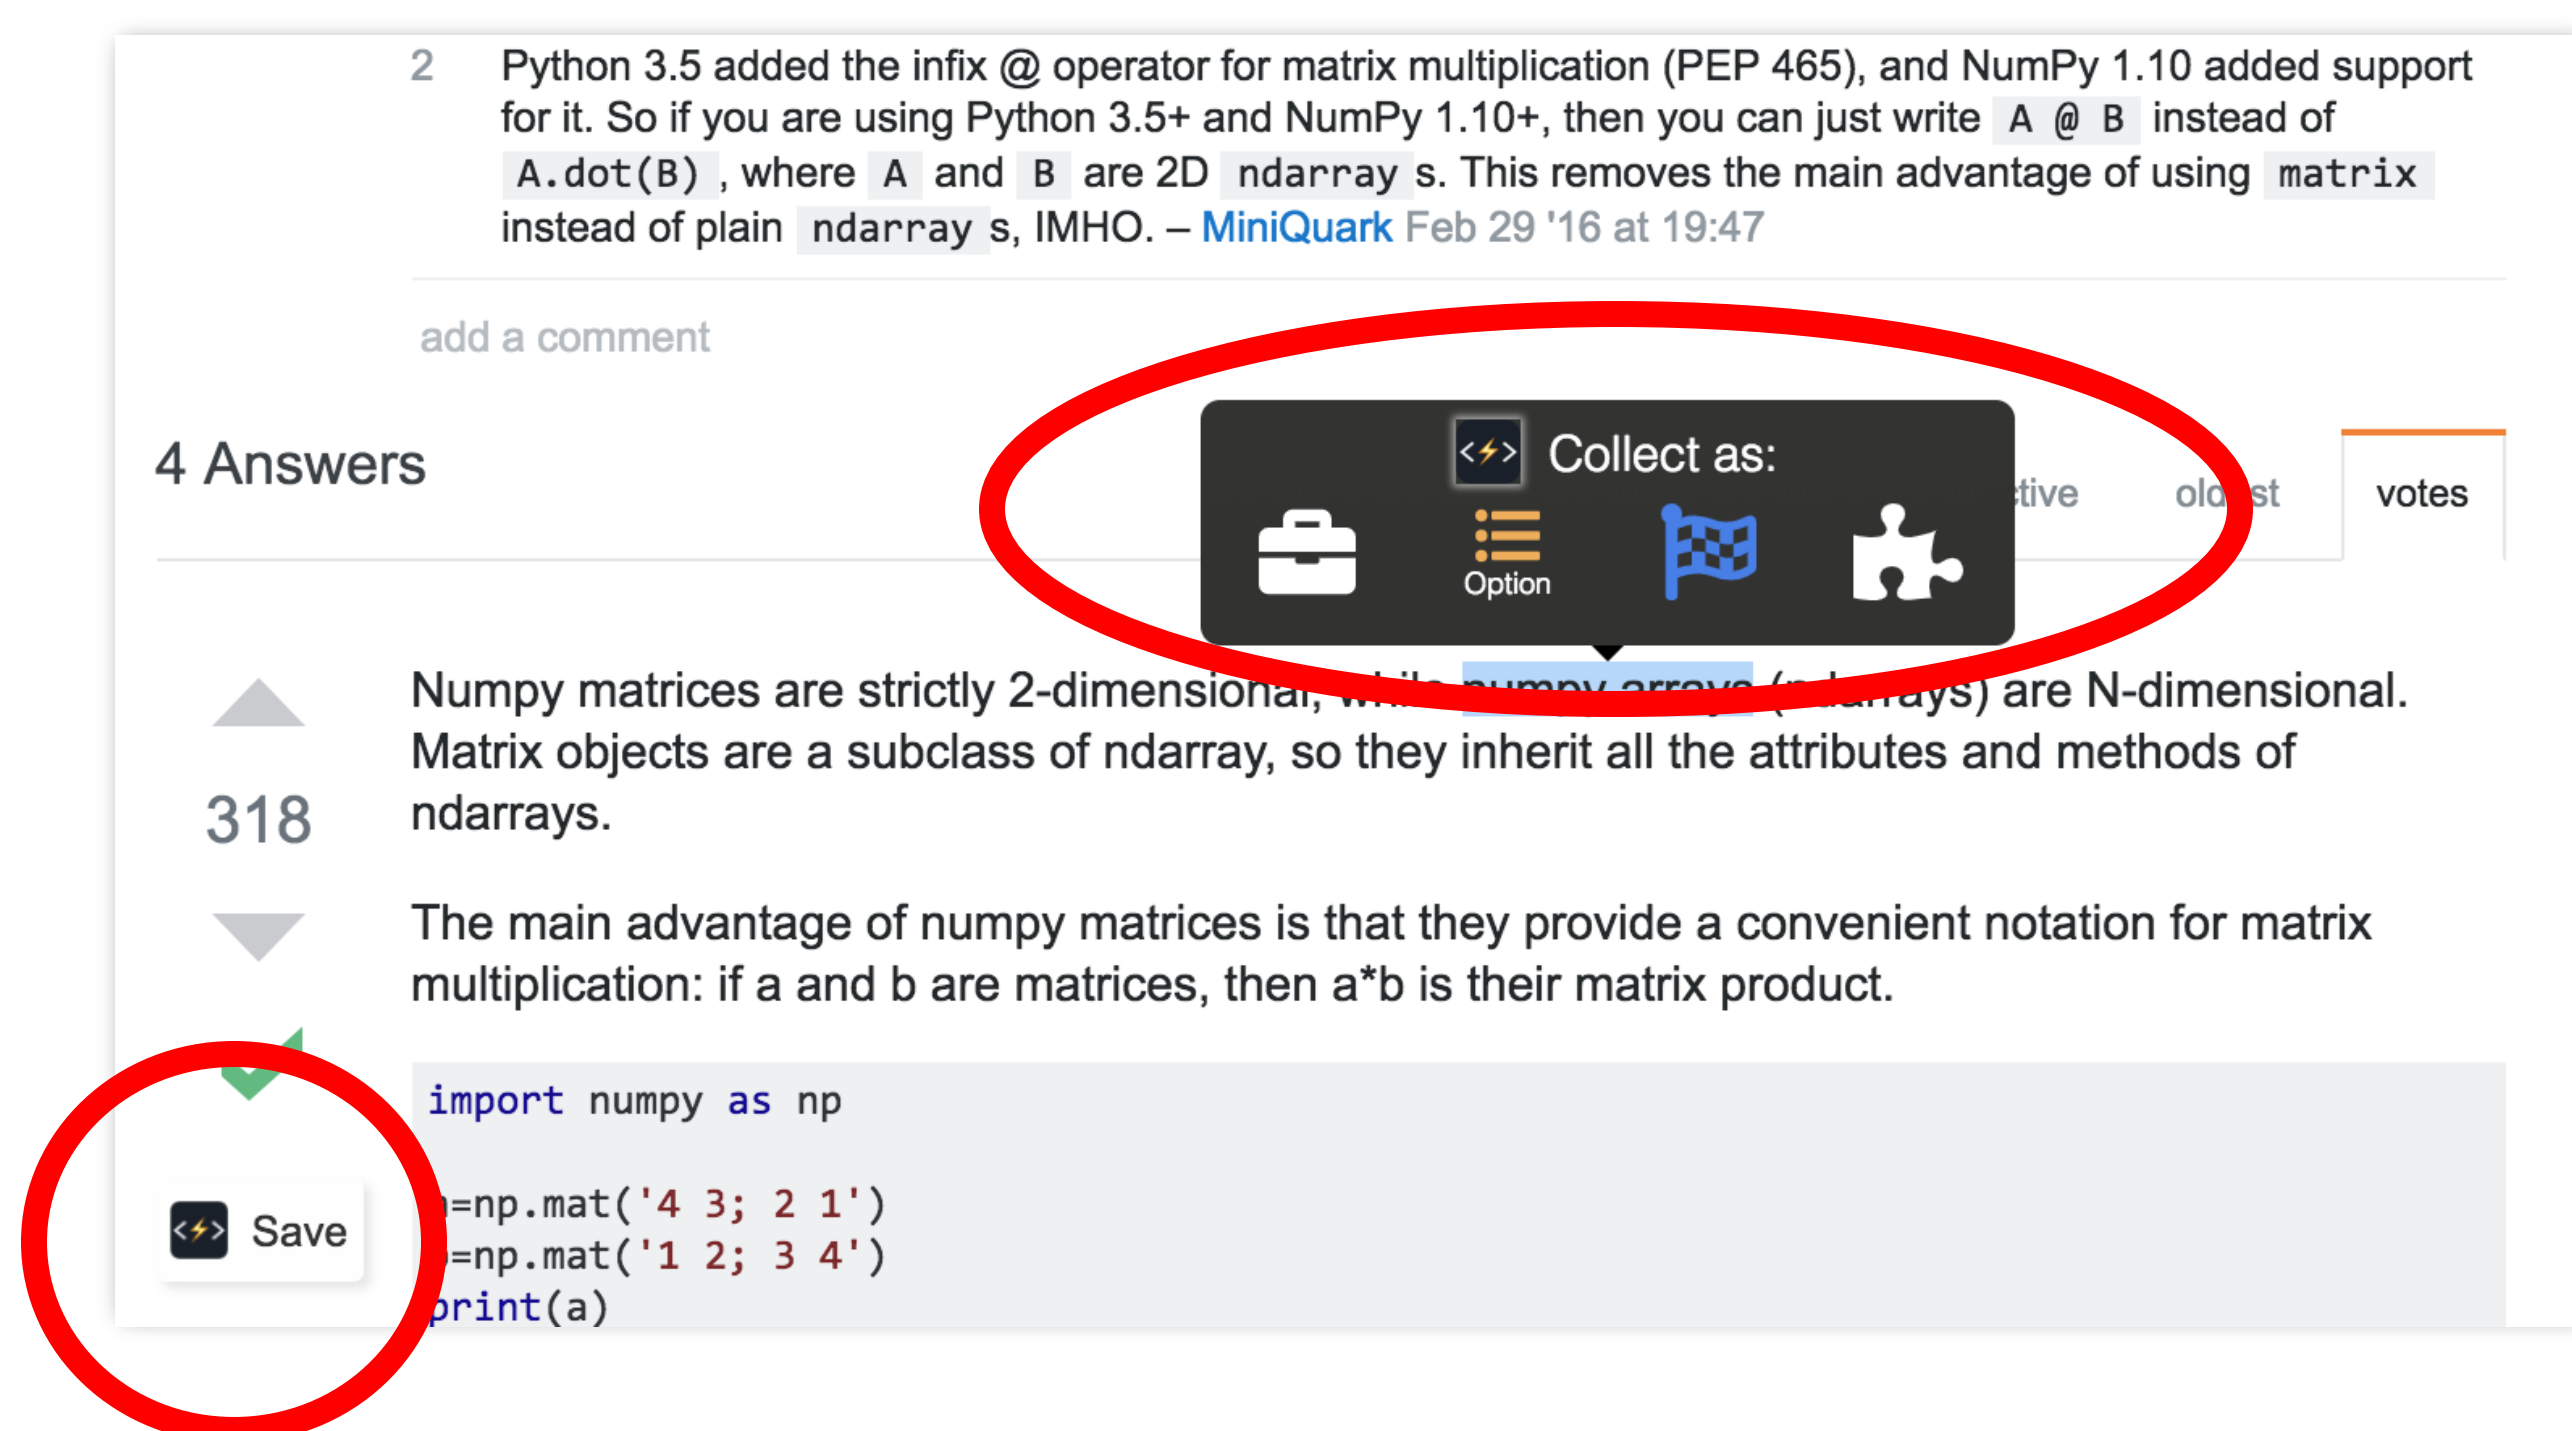 2 Python 3.5 added the infix @ operator for matrix multiplication (PEP 465), and NumPy 1.10 added support
for it. So if you are using Python 3.5+ and NumPy 1.10+, then you can just write A @ B instead of
A.dot(B) , where A and B are 2D ndarray s. This removes the main advantage of using matrix
instead of plain ndarray s, IMHO. – MiniQuark Feb 29 '16 at 19:47
add a comment
<⚡> Collect as:
4 Answers
votes
Option
Numpy matrices are strictly 2-dimensional, while numpy arrays (ndarrays) are N-dimensional.
Matrix objects are a subclass of ndarray, so they inherit all the attributes and methods of
318
ndarrays.
The main advantage of numpy matrices is that they provide a convenient notation for matrix
multiplication: if a and b are matrices, then a*b is their matrix product.
import numpy as np
=np.mat('4 3; 2 1')
<⚡> Save
=np.mat('1 2; 3 4')
print(a)